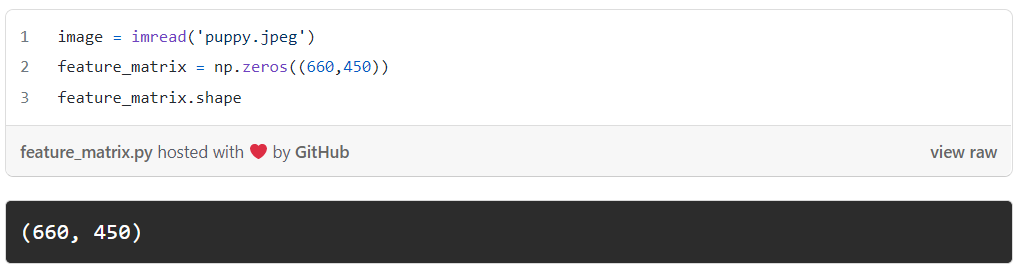 1 image = imread('puppy.jpeg')
2 feature_matrix = np.zeros((660,450))
3 feature_matrix.shape
feature_matrix.py hosted with ❤ by GitHub view raw
(660, 450)